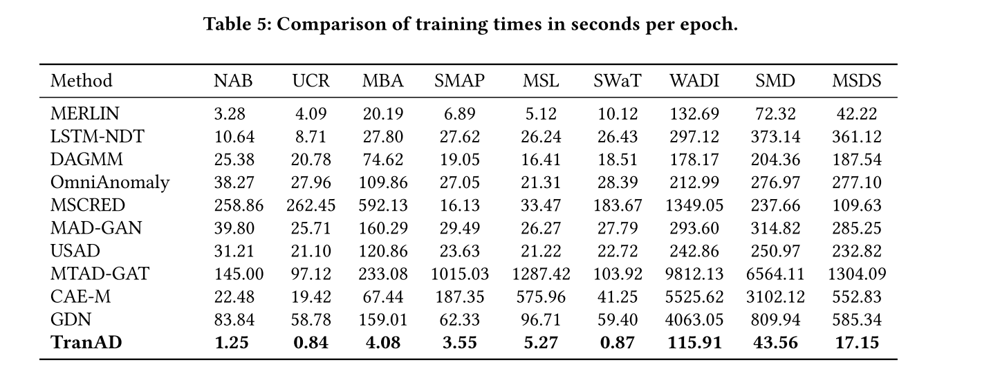 Table 5: Comparison of training times in seconds per epoch.
Method NAB UCR MBA SMAP MSL SWaT WADI SMD MSDS
MERLIN 3.28 4.09 20.19 6.89 5.12 10.12 132.69 72.32 42.22
LSTM-NDT 10.64 8.71 27.80 27.62 26.24 26.43 297.12 373.14 361.12
DAGMM 25.38 20.78 74.62 19.05 16.41 18.51 178.17 204.36 187.54
OmniAnomaly 38.27 27.96 109.86 27.05 21.31 28.39 212.99 276.97 277.10
MSCRED 258.86 262.45 592.13 16.13 33.47 183.67 1349.05 237.66 109.63
MAD-GAN 39.80 25.71 160.29 29.49 26.27 27.79 293.60 314.82 285.25
USAD 31.21 21.10 120.86 23.63 21.22 22.72 242.86 250.97 232.82
MTAD-GAT 145.00 97.12 233.08 1015.03 1287.42 103.92 9812.13 6564.11 1304.09
CAE-M 22.48 19.42 67.44 187.35 575.96 41.25 5525.62 3102.12 552.83
GDN 83.84 58.78 159.01 62.33 96.71 59.40 4063.05 809.94 585.34
TranAD 1.25 0.84 4.08 3.55 5.27 0.87 115.91 43.56 17.15